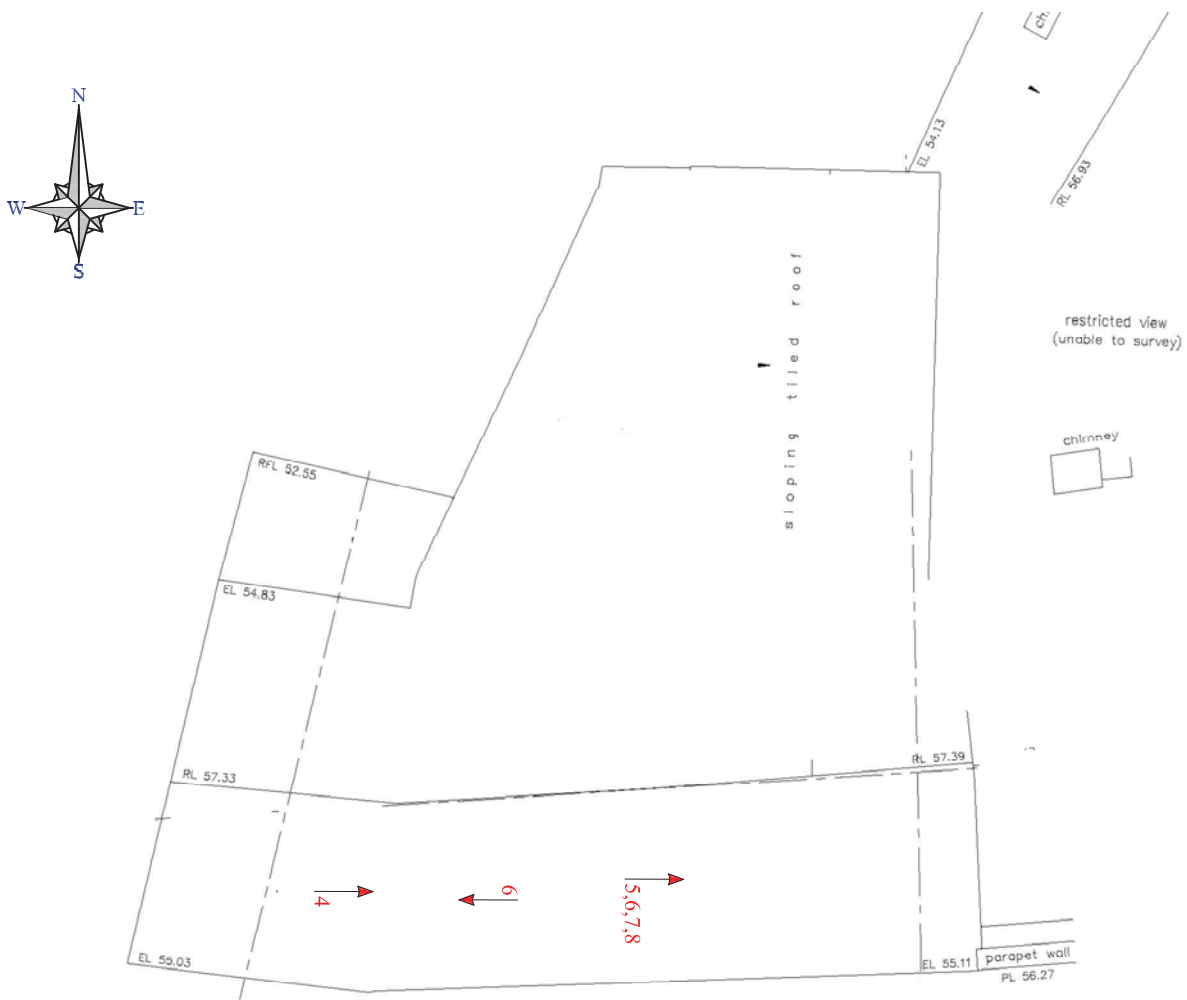 N
W
E
S
ch
EL 54.13
RL 56.93
sloping tiled roof
restricted view
(unable to survey)
chimney
RFL 52.55
EL 54.83
RL 57.33
RL 57.39
4
5,6,7,8
EL 55.03
EL 55.11
parapet wall
PL 56.27